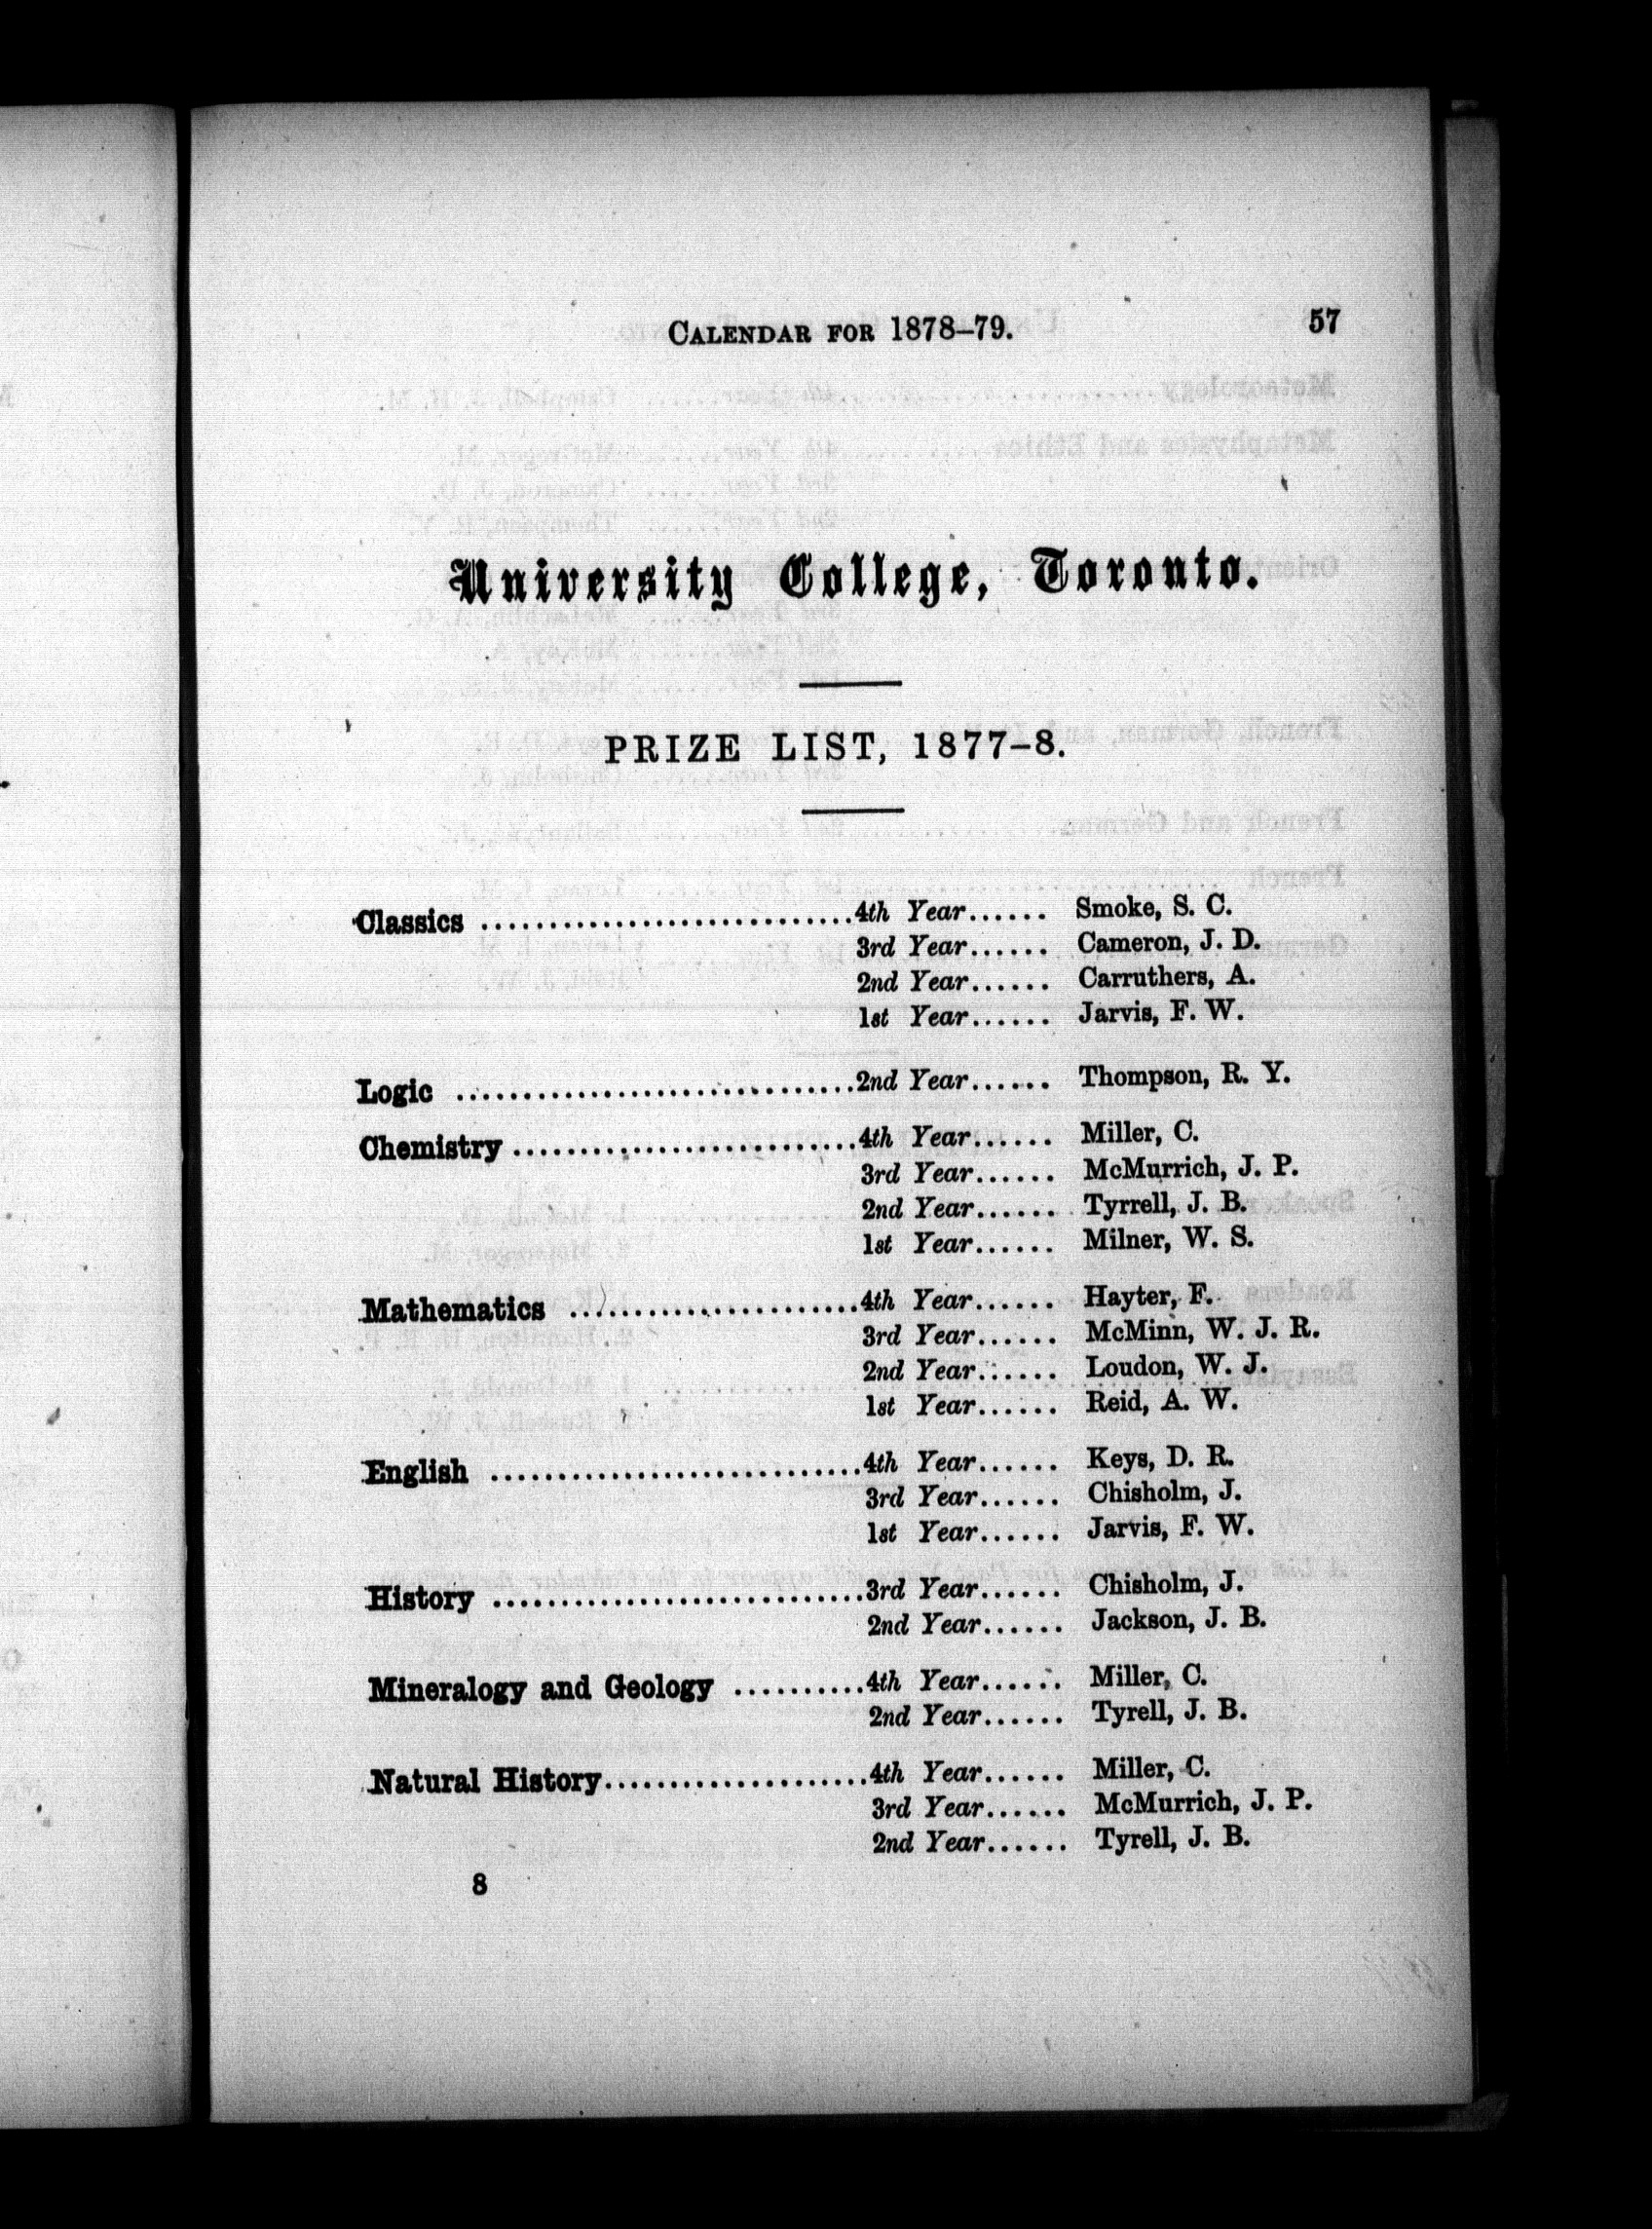 CALENDAR FOR 1878–79. 57
University College, Toronto.
PRIZE LIST, 1877–8.
Classics ............................4th Year...... Smoke, S. C.
3rd Year...... Cameron, J. D.
2nd Year...... Carruthers, A.
1st Year...... Jarvis, F. W.
Logic ..............................2nd Year...... Thompson, R. Y.
Chemistry ..........................4th Year...... Miller, C.
3rd Year...... McMurrich, J. P.
2nd Year...... Tyrrell, J. B.
1st Year...... Milner, W. S.
Mathematics ......................4th Year...... Hayter, F.
3rd Year...... McMinn, W. J. R.
2nd Year...... Loudon, W. J.
1st Year...... Reid, A. W.
English ............................4th Year...... Keys, D. R.
3rd Year...... Chisholm, J.
1st Year...... Jarvis, F. W.
History ............................3rd Year...... Chisholm, J.
2nd Year...... Jackson, J. B.
Mineralogy and Geology ..........4th Year...... Miller, C.
2nd Year...... Tyrell, J. B.
Natural History....................4th Year...... Miller, C.
3rd Year...... McMurrich, J. P.
2nd Year...... Tyrell, J. B.
8